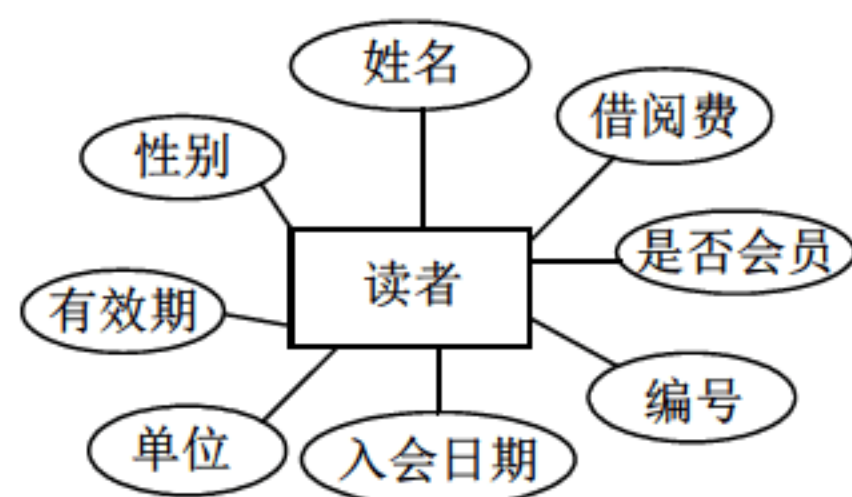 姓名
借阅费
性别
是否会员
读者
有效期
编号
单位
入会日期